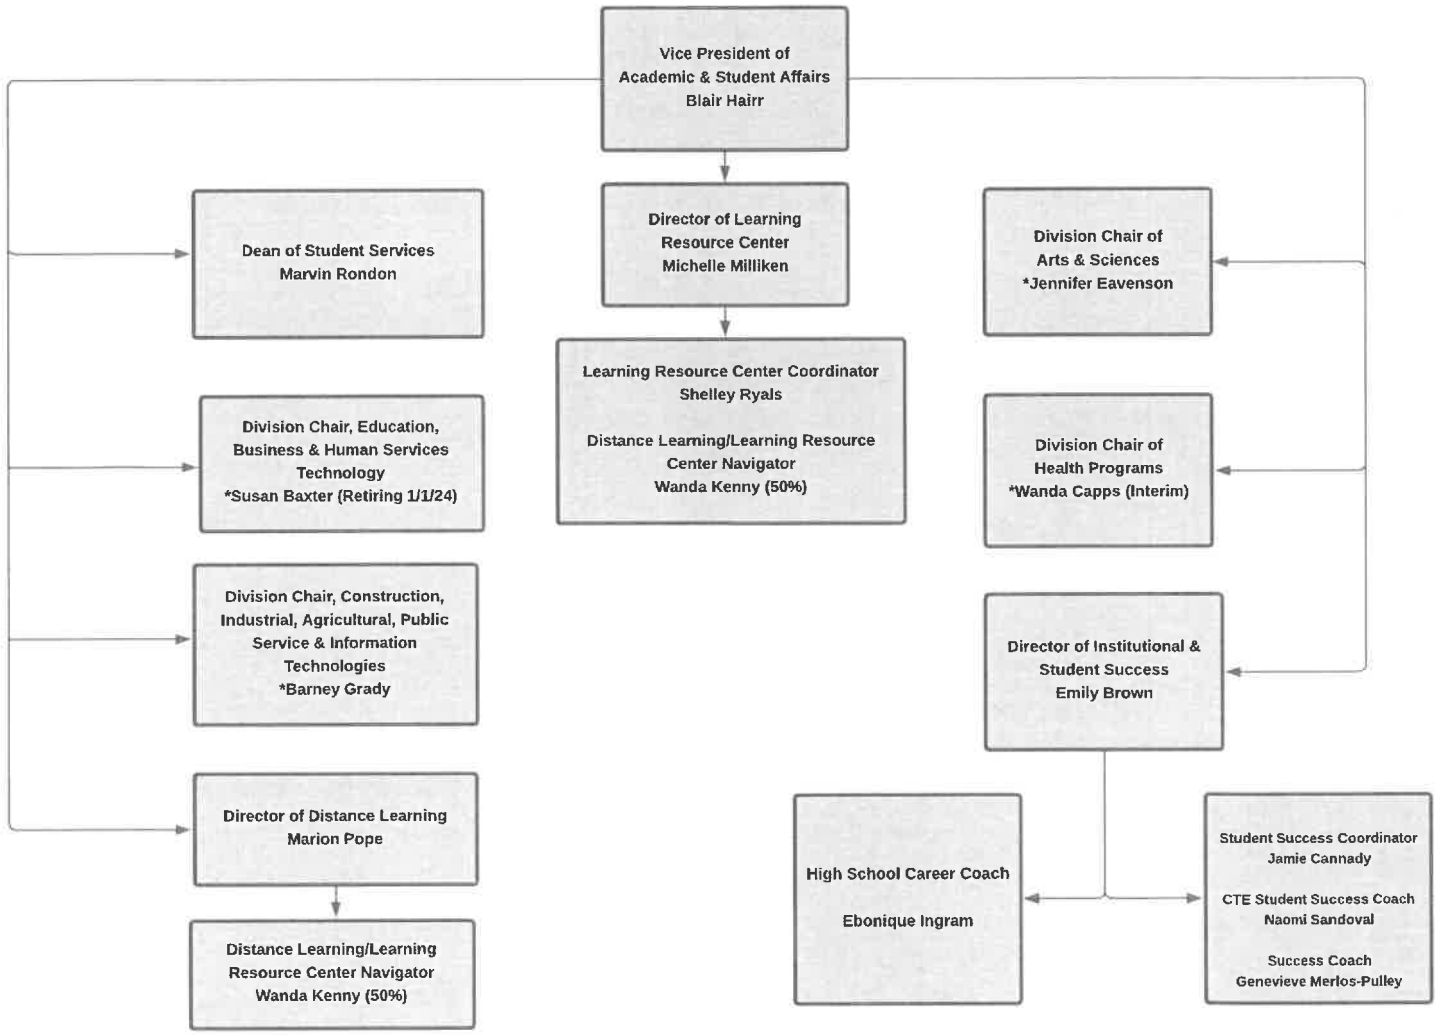 Vice President of
Academic & Student Affairs
Blair Hairr
Dean of Student Services
Marvin Rondon
Division Chair, Education,
Business & Human Services
Technology
*Susan Baxter (Retiring 1/1/24)
Division Chair, Construction,
Industrial, Agricultural, Public
Service & Information
Technologies
*Barney Grady
Director of Distance Learning
Marion Pope
Distance Learning/Learning
Resource Center Navigator
Wanda Kenny (50%)
Director of Learning
Resource Center
Michelle Milliken
Learning Resource Center Coordinator
Shelley Ryals
Distance Learning/Learning Resource
Center Navigator
Wanda Kenny (50%)
Division Chair of
Arts & Sciences
*Jennifer Eavenson
Division Chair of
Health Programs
*Wanda Capps (Interim)
Director of Institutional &
Student Success
Emily Brown
High School Career Coach
Ebonique Ingram
Student Success Coordinator
Jamie Cannady
CTE Student Success Coach
Naomi Sandoval
Success Coach
Genevieve Merlos-Pulley